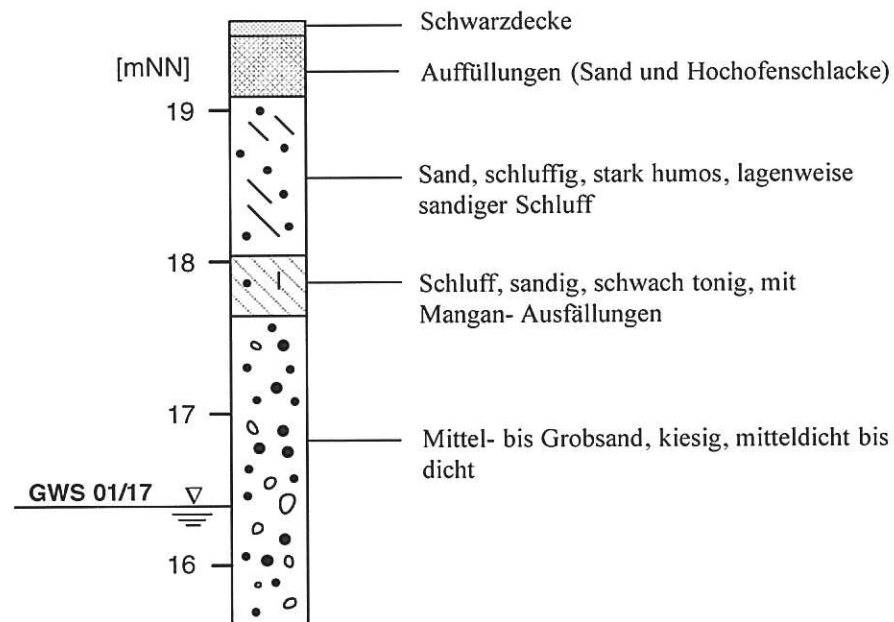 Schwarzdecke
[mNN]
Auffüllungen (Sand und Hochofenschlacke)
19
Sand, schluffig, stark humos, lagenweise
sandiger Schluff
18
Schluff, sandig, schwach tonig, mit
Mangan- Ausfällungen
17
Mittel- bis Grobsand, kiesig, mitteldicht bis
dicht
GWS 01/17
16